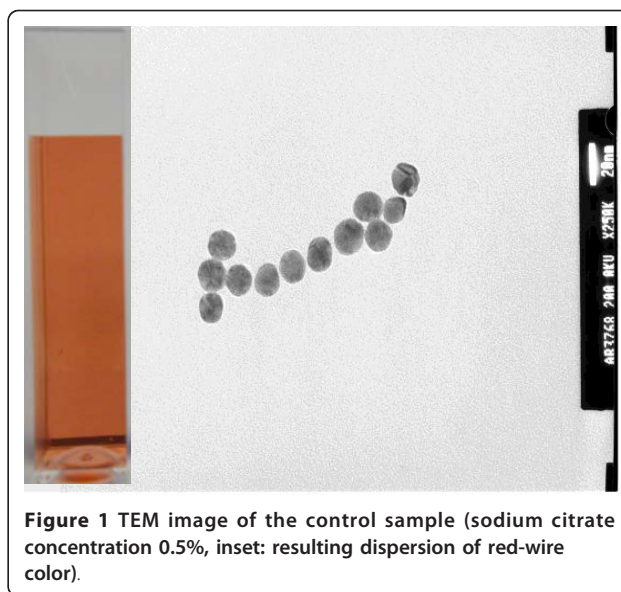 AR3768 2AA AKU X250K 20nm
Figure 1 TEM image of the control sample (sodium citrate
concentration 0.5%, inset: resulting dispersion of red-wire
color).